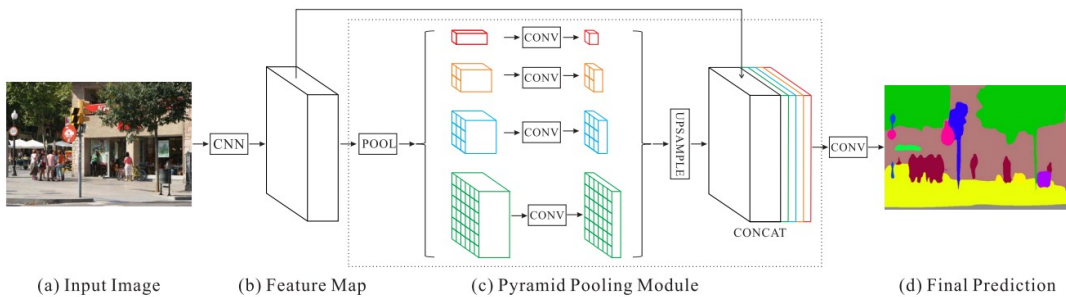 CNN
POOL
CONV
CONV
CONV
CONV
UPSAMPLE
CONCAT
CONV
(a) Input Image
(b) Feature Map
(c) Pyramid Pooling Module
(d) Final Prediction